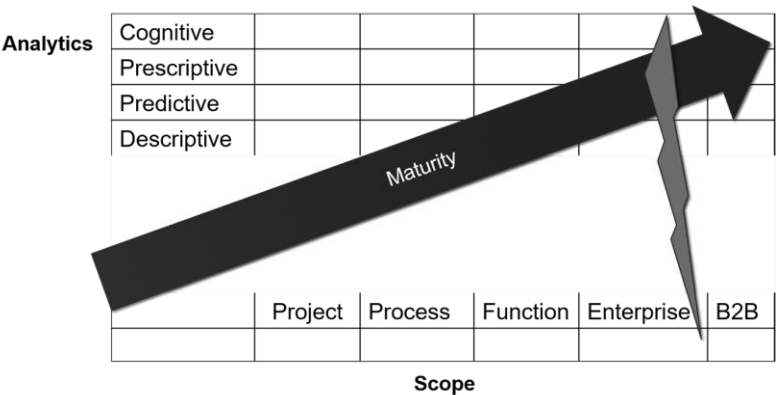 Analytics
Cognitive
Prescriptive
Predictive
Descriptive
Maturity
Project Process Function Enterprise B2B
Scope